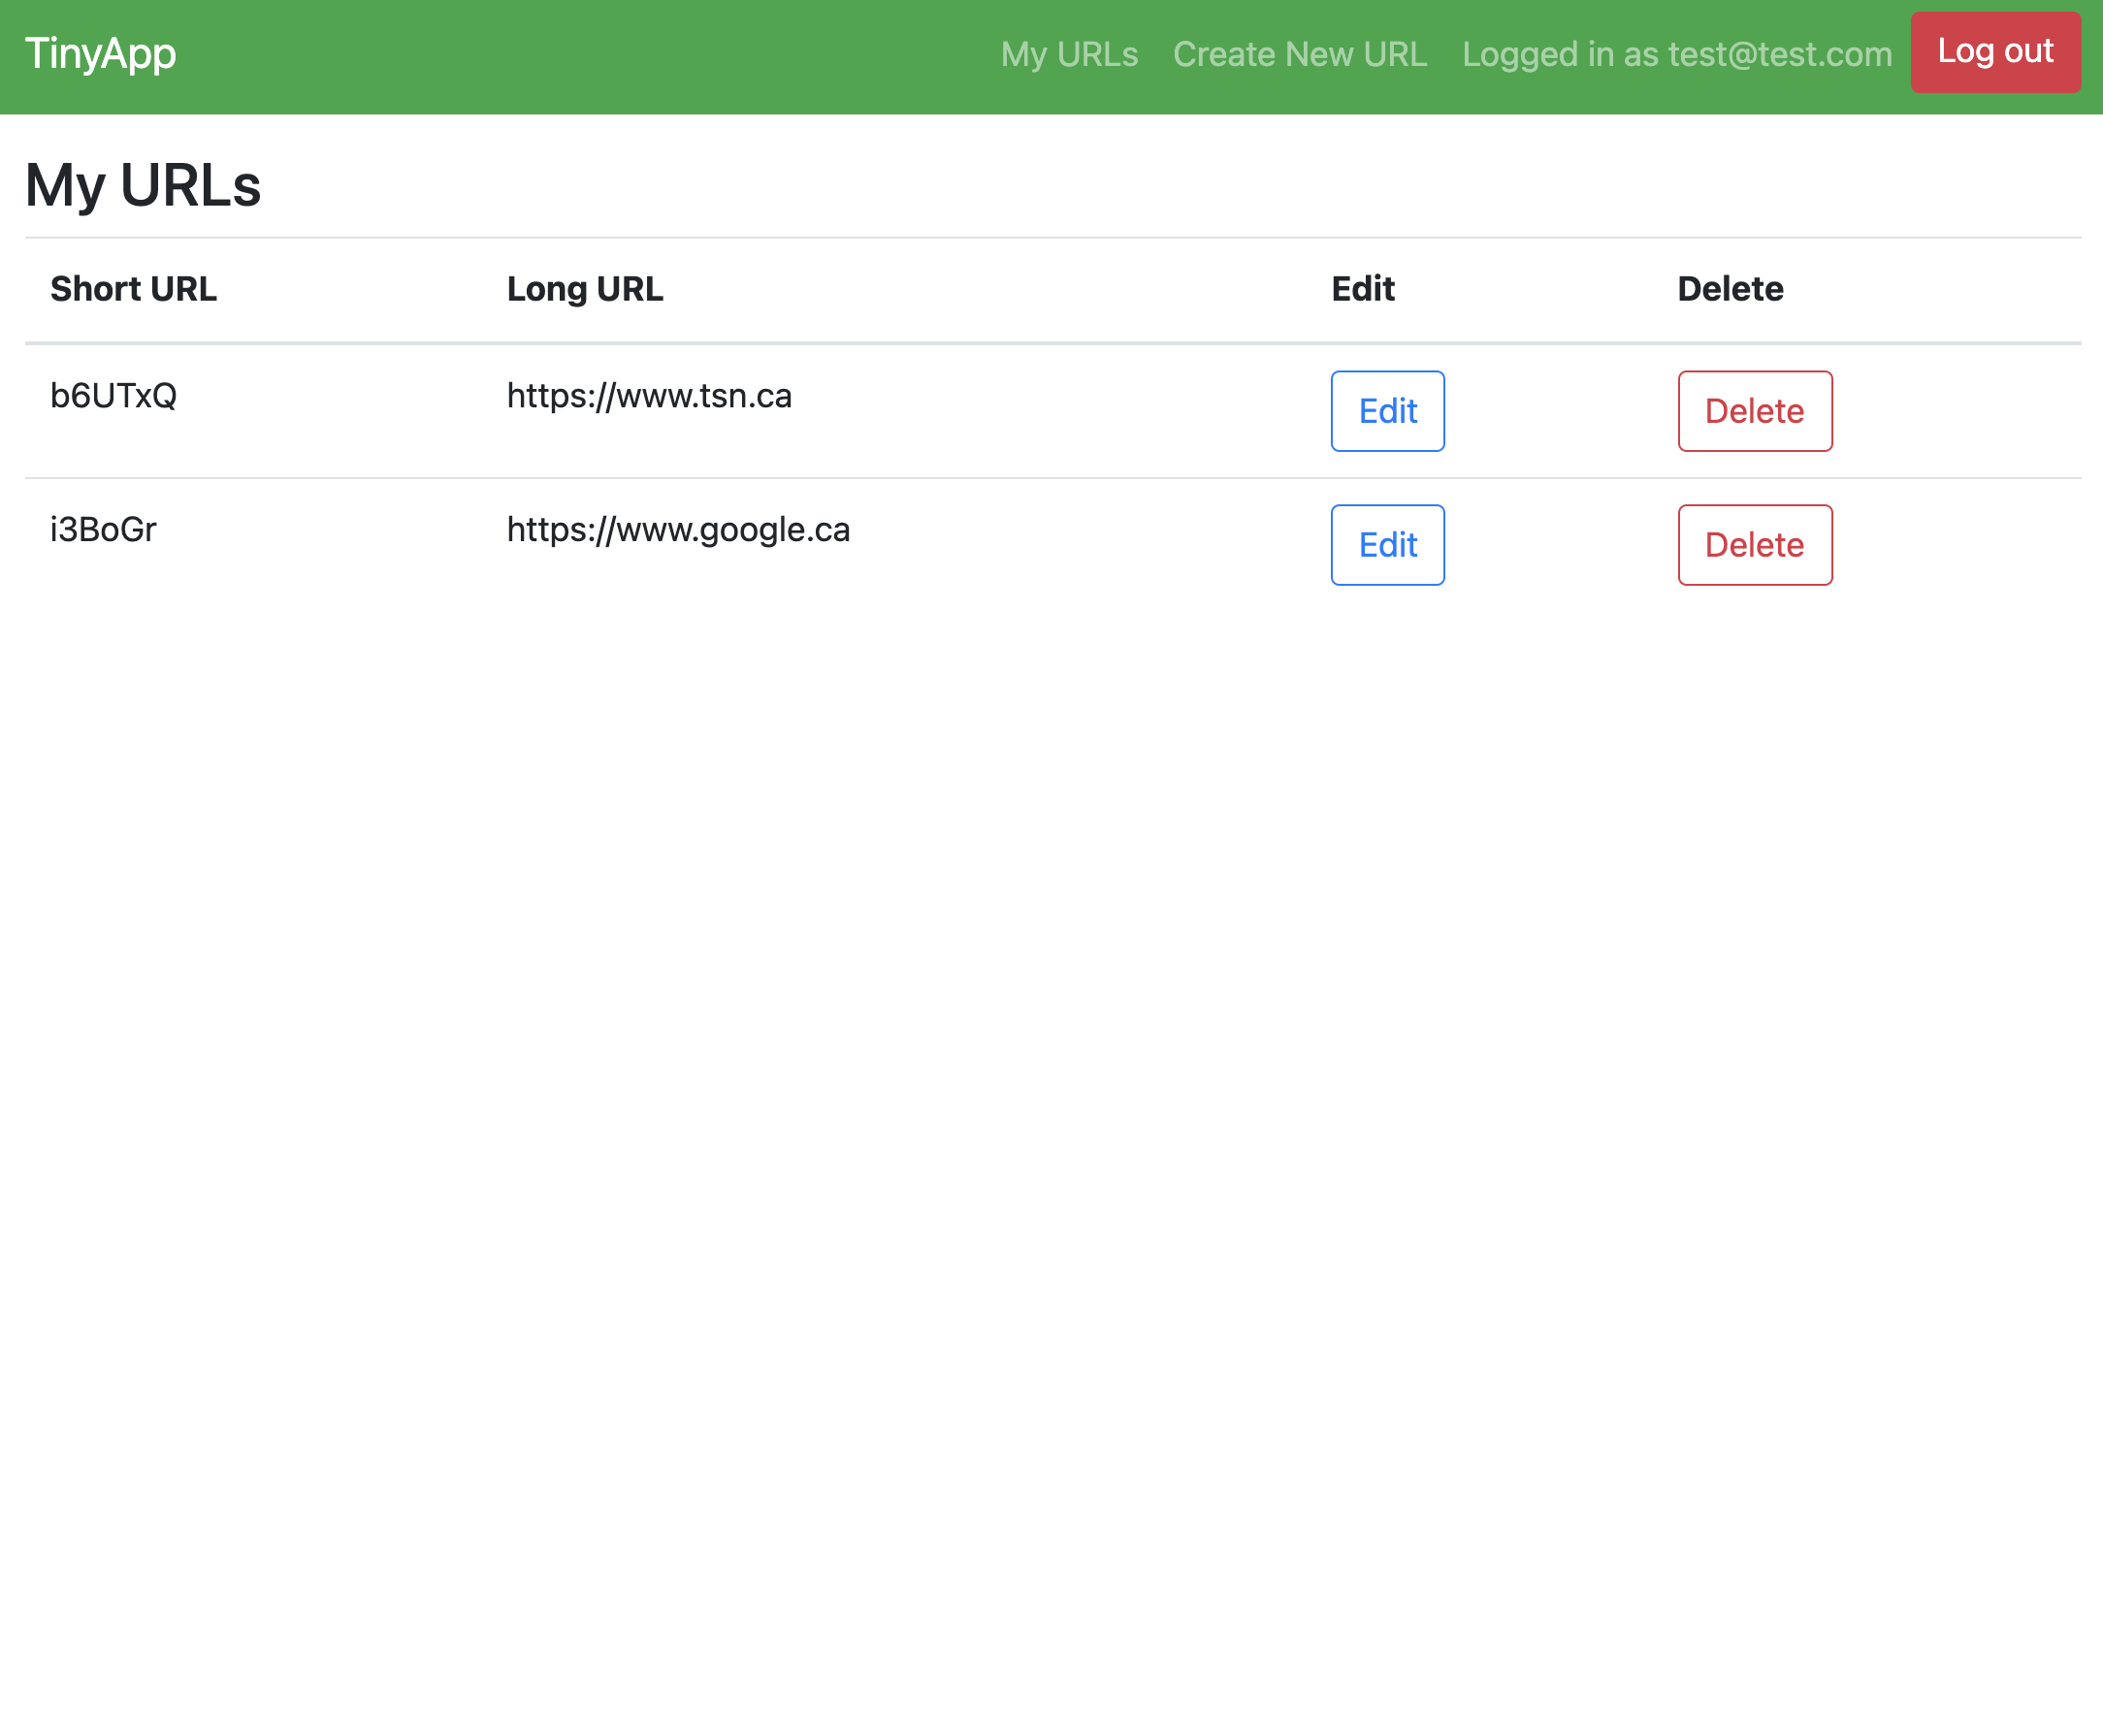 TinyApp My URLs Create New URL Logged in as test@test.com Log out
My URLs
Short URL Long URL Edit Delete
b6UTxQ https://www.tsn.ca Edit Delete
i3BoGr https://www.google.ca Edit Delete